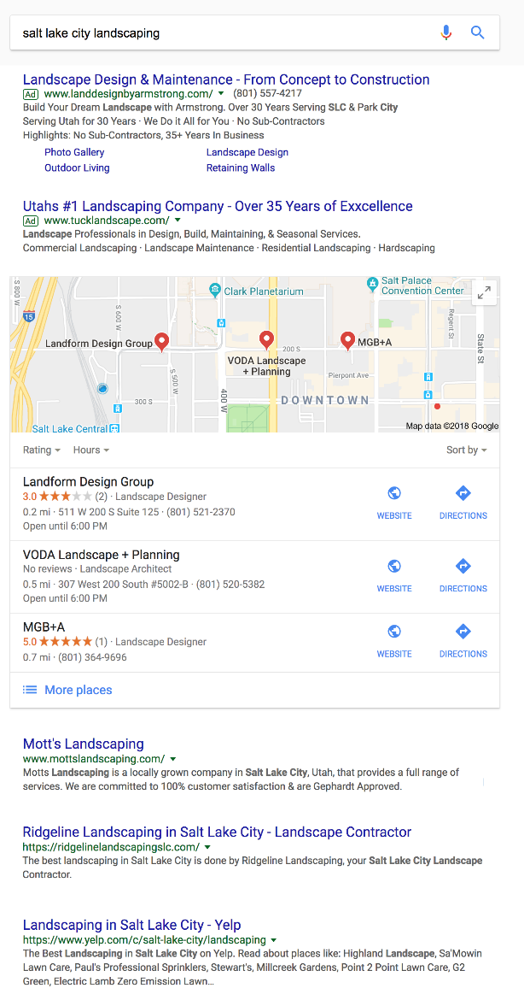 salt lake city landscaping
Landscape Design & Maintenance - From Concept to Construction
Ad www.landdesignbyarmstrong.com/ (801) 557-4217
Build Your Dream Landscape with Armstrong. Over 30 Years Serving SLC & Park City
Serving Utah for 30 Years · We Do it All for You · No Sub-Contractors
Highlights: No Sub-Contractors, 35+ Years In Business
Photo Gallery Landscape Design
Outdoor Living Retaining Walls
Utahs #1 Landscaping Company - Over 35 Years of Exxcellence
Ad www.tucklandscape.com/
Landscape Professionals in Design, Build, Maintaining, & Seasonal Services.
Commercial Landscaping · Landscape Maintenance · Residential Landscaping · Hardscaping
S 800 W
Clark Planetarium
Salt Palace
Convention Center
15
S 600 W
Regent St
State St
Landform Design Group
MGB+A
200 S
VODA Landscape
+ Planning
S 500 W
Pierpont Ave
400 W
300 S
DOWNTOWN
Salt Lake Central
Map data ©2018 Google
Rating Hours Sort by
Landform Design Group
3.0 (2) · Landscape Designer
0.2 mi · 511 W 200 S Suite 125 · (801) 521-2370
Open until 6:00 PM
WEBSITE DIRECTIONS
VODA Landscape + Planning
No reviews · Landscape Architect
0.5 mi · 307 West 200 South #5002-B · (801) 520-5382
Open until 6:00 PM
WEBSITE DIRECTIONS
MGB+A
5.0 (1) · Landscape Designer
0.7 mi · (801) 364-9696
WEBSITE DIRECTIONS
More places
Mott's Landscaping
www.mottslandscaping.com/
Motts Landscaping is a locally grown company in Salt Lake City, Utah, that provides a full range of
services. We are committed to 100% customer satisfaction & are Gephardt Approved.
Ridgeline Landscaping in Salt Lake City - Landscape Contractor
https://ridgelinelandscapingslc.com/
The best landscaping in Salt Lake City is done by Ridgeline Landscaping, your Salt Lake City Landscape
Contractor.
Landscaping in Salt Lake City - Yelp
https://www.yelp.com/c/salt-lake-city/landscaping
The Best Landscaping in Salt Lake City on Yelp. Read about places like: Highland Landscape, Sa'Mowin
Lawn Care, Paul's Professional Sprinklers, Stewart's, Millcreek Gardens, Point 2 Point Lawn Care, G2
Green, Electric Lamb Zero Emission Lawn...